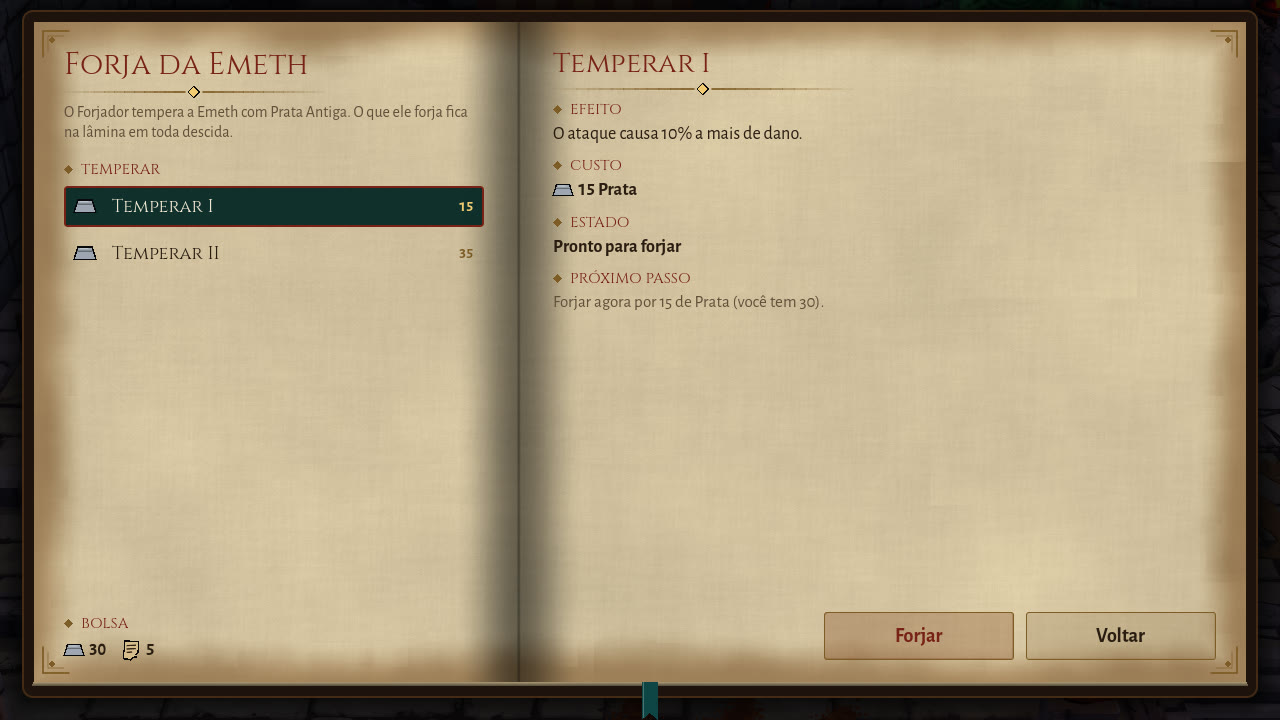 Forja da Emeth
O Forjador tempera a Emeth com Prata Antiga. O que ele forja fica
na lâmina em toda descida.
TEMPERAR
Temperar I 15
Temperar II 35
BOLSA
30 5
Temperar I
EFEITO
O ataque causa 10% a mais de dano.
CUSTO
15 Prata
ESTADO
Pronto para forjar
PRÓXIMO PASSO
Forjar agora por 15 de Prata (você tem 30).
Forjar Voltar